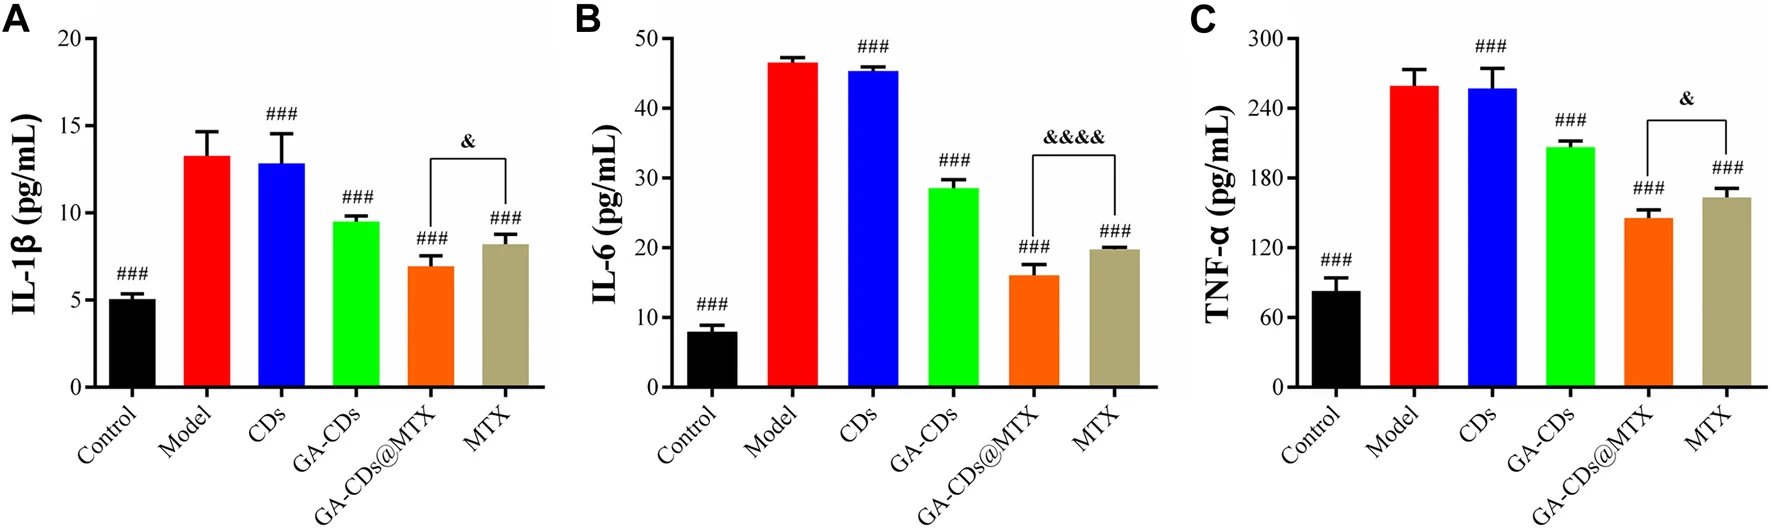 A
IL-1β (pg/mL)
20
15
10
5
0
###
###
###
###
###
&
Control
Model
CDs
GA-CDs
GA-CDs@MTX
MTX
B
IL-6 (pg/mL)
50
40
30
20
10
0
###
###
###
###
###
&&&&
Control
Model
CDs
GA-CDs
GA-CDs@MTX
MTX
C
TNF-α (pg/mL)
300
240
180
120
60
0
###
###
###
###
###
&
Control
Model
CDs
GA-CDs
GA-CDs@MTX
MTX